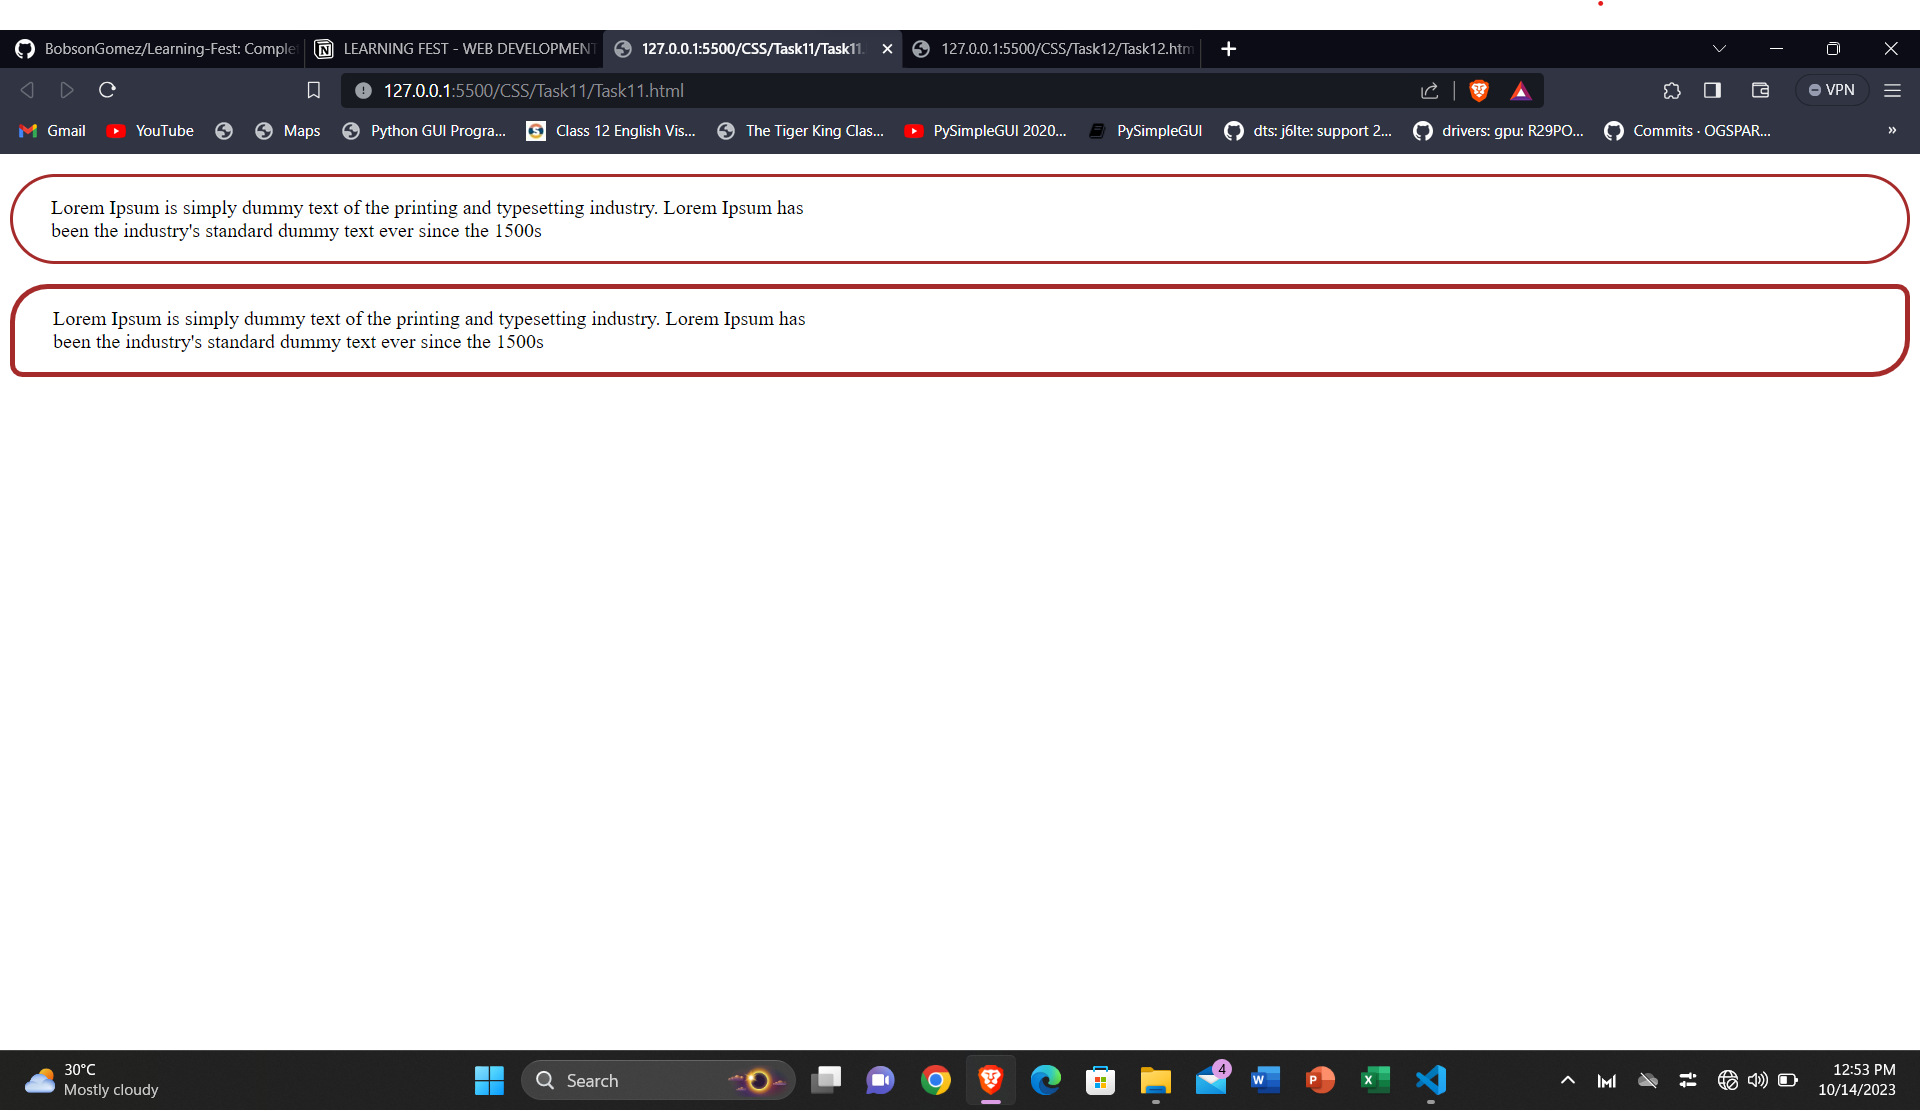 BobsonGomez/Learning-Fest: Comple
LEARNING FEST - WEB DEVELOPMENT
127.0.0.1:5500/CSS/Task11/Task11.
127.0.0.1:5500/CSS/Task12/Task12.htm
127.0.0.1:5500/CSS/Task11/Task11.html
VPN
Gmail
YouTube
Maps
Python GUI Progra...
Class 12 English Vis...
The Tiger King Clas...
PySimpleGUI 2020...
PySimpleGUI
dts: j6lte: support 2...
drivers: gpu: R29PO...
Commits · OGSPAR...
»
Lorem Ipsum is simply dummy text of the printing and typesetting industry. Lorem Ipsum has
been the industry's standard dummy text ever since the 1500s
Lorem Ipsum is simply dummy text of the printing and typesetting industry. Lorem Ipsum has
been the industry's standard dummy text ever since the 1500s
30°C
Mostly cloudy
Search
4
12:53 PM
10/14/2023